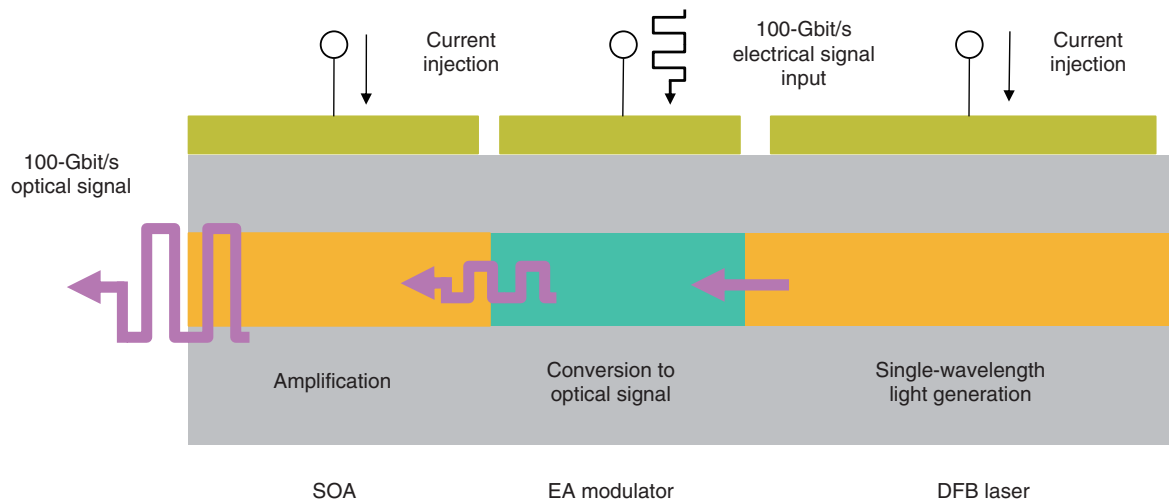 Current
injection
100-Gbit/s
electrical signal
input
Current
injection
100-Gbit/s
optical signal
Amplification
Conversion to
optical signal
Single-wavelength
light generation
SOA
EA modulator
DFB laser